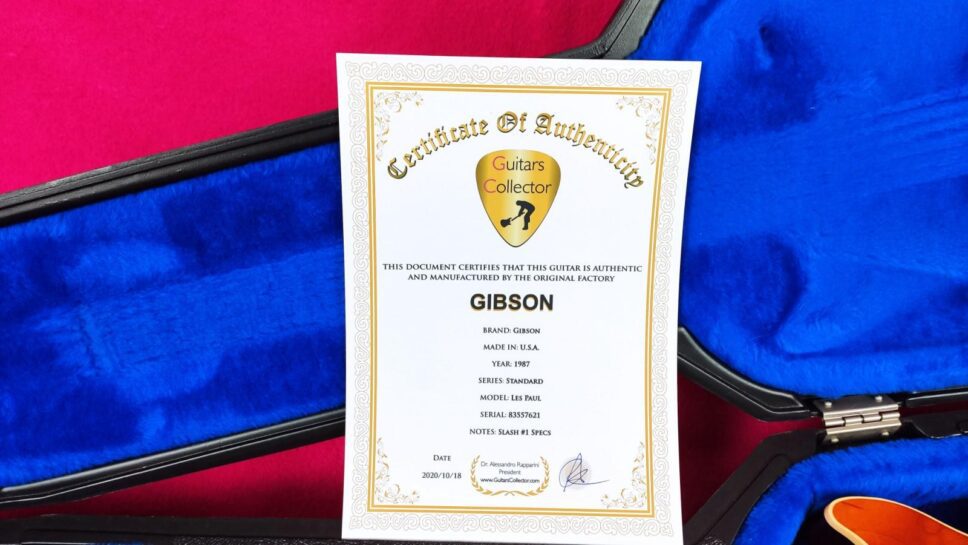 Certificate Of Authenticity
Guitars
Collector
THIS DOCUMENT CERTIFIES THAT THIS GUITAR IS AUTHENTIC
AND MANUFACTURED BY THE ORIGINAL FACTORY
GIBSON
BRAND: GIBSON
MADE IN: U.S.A.
YEAR: 1987
SERIES: STANDARD
MODEL: LES PAUL
SERIAL: 83557621
NOTES: SLASH #1 SPECS
DATE
2020/10/18
Dr. Alessandro Rapparini
President
www.GuitarsCollector.com